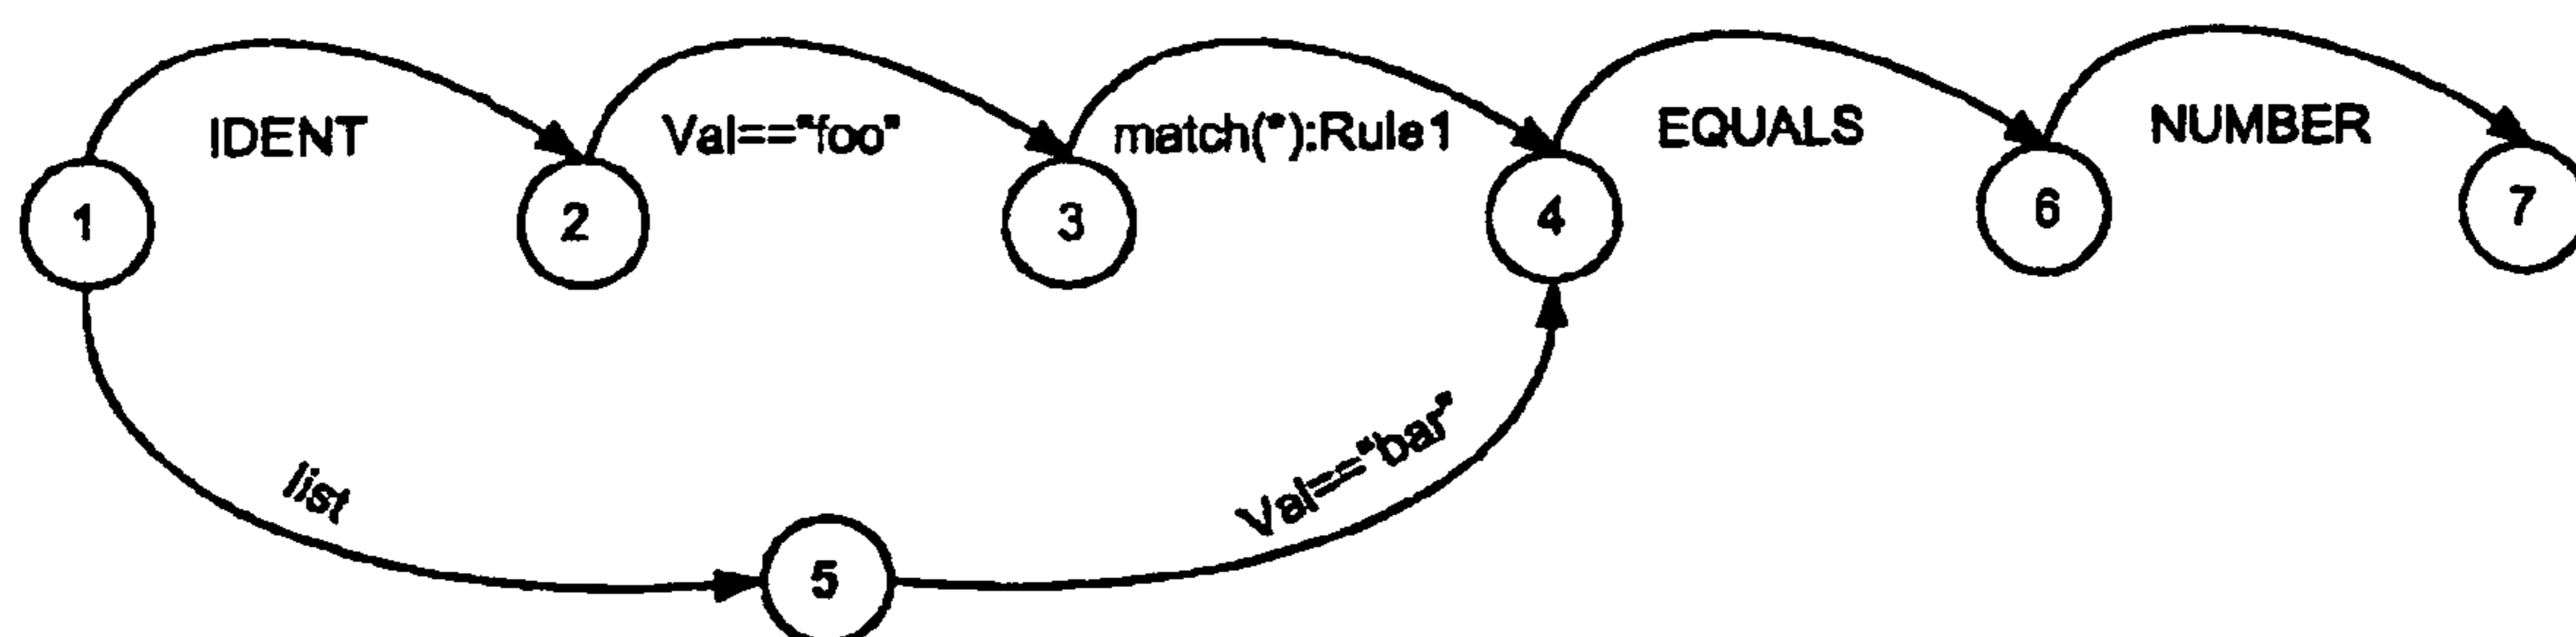 IDENT
Val=="foo"
match(*):Rule1
EQUALS
NUMBER
1
2
3
4
6
7
list
Val=="bar"
5